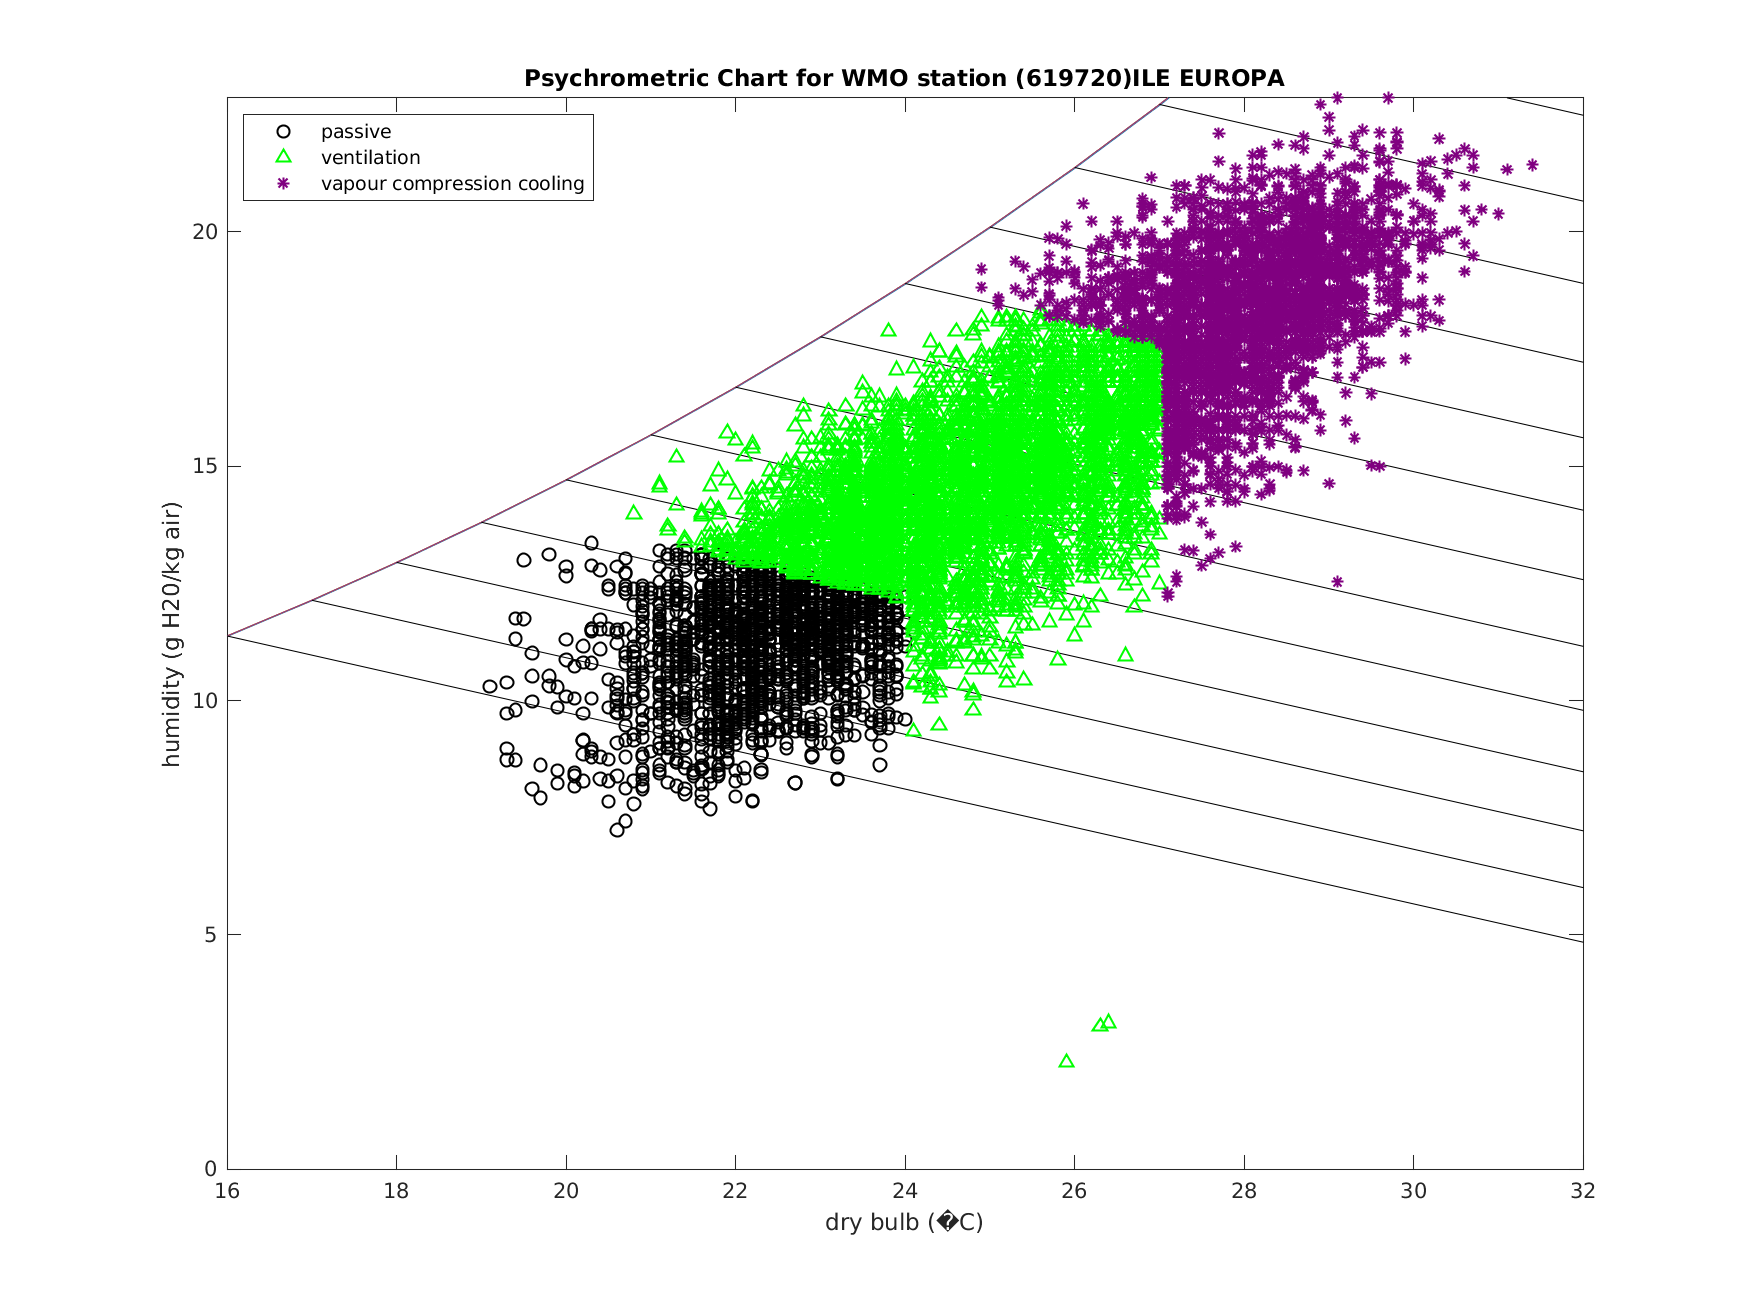 Psychrometric Chart for WMO station (619720)ILE EUROPA
passive
ventilation
vapour compression cooling
humidity (g H20/kg air)
20
15
10
5
0
16 18 20 22 24 26 28 30 32
dry bulb (�C)